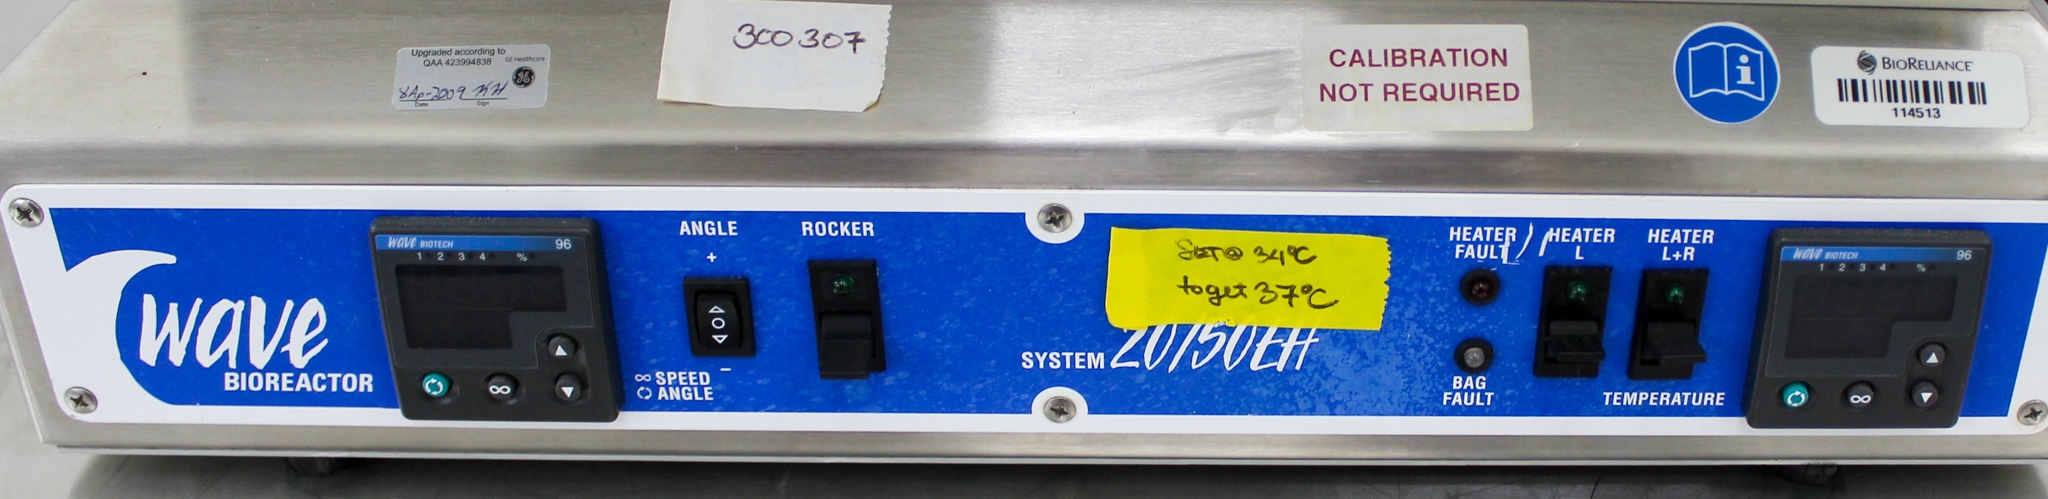 Upgraded according to
QAA 423994838
GE Healthcare
Date
Sign
300307
CALIBRATION
NOT REQUIRED
i
BIORELIANCE
114513
wave
BIOREACTOR
wave BIOTECH 96
1 2 3 4 %
ANGLE
+
−
∞ SPEED
ANGLE
ROCKER
Set @ 34°C
to get 37°C
SYSTEM 20/50EH
HEATER
FAULT
BAG
FAULT
HEATER
L
HEATER
L+R
TEMPERATURE
wave BIOTECH 96
1 2 3 4 %